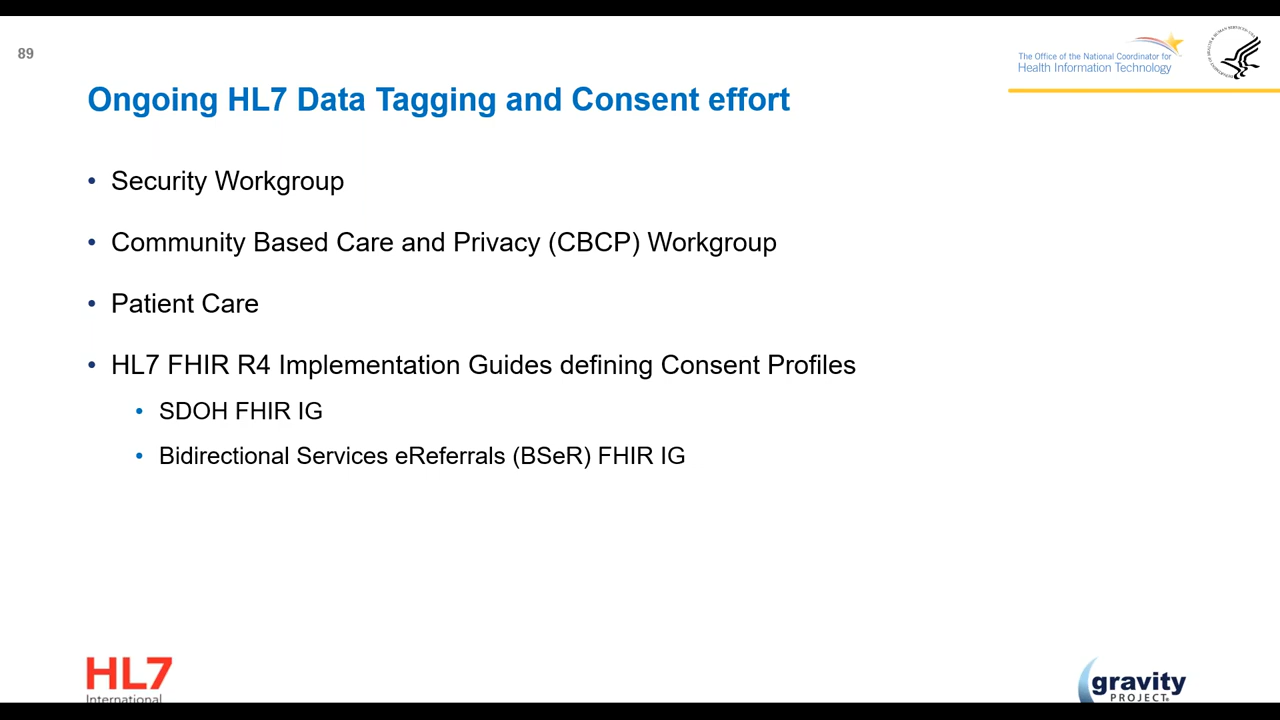 89
The Office of the National Coordinator for
Health Information Technology
Ongoing HL7 Data Tagging and Consent effort
• Security Workgroup
• Community Based Care and Privacy (CBCP) Workgroup
• Patient Care
• HL7 FHIR R4 Implementation Guides defining Consent Profiles
• SDOH FHIR IG
• Bidirectional Services eReferrals (BSeR) FHIR IG
HL7
International
gravity
PROJECT®